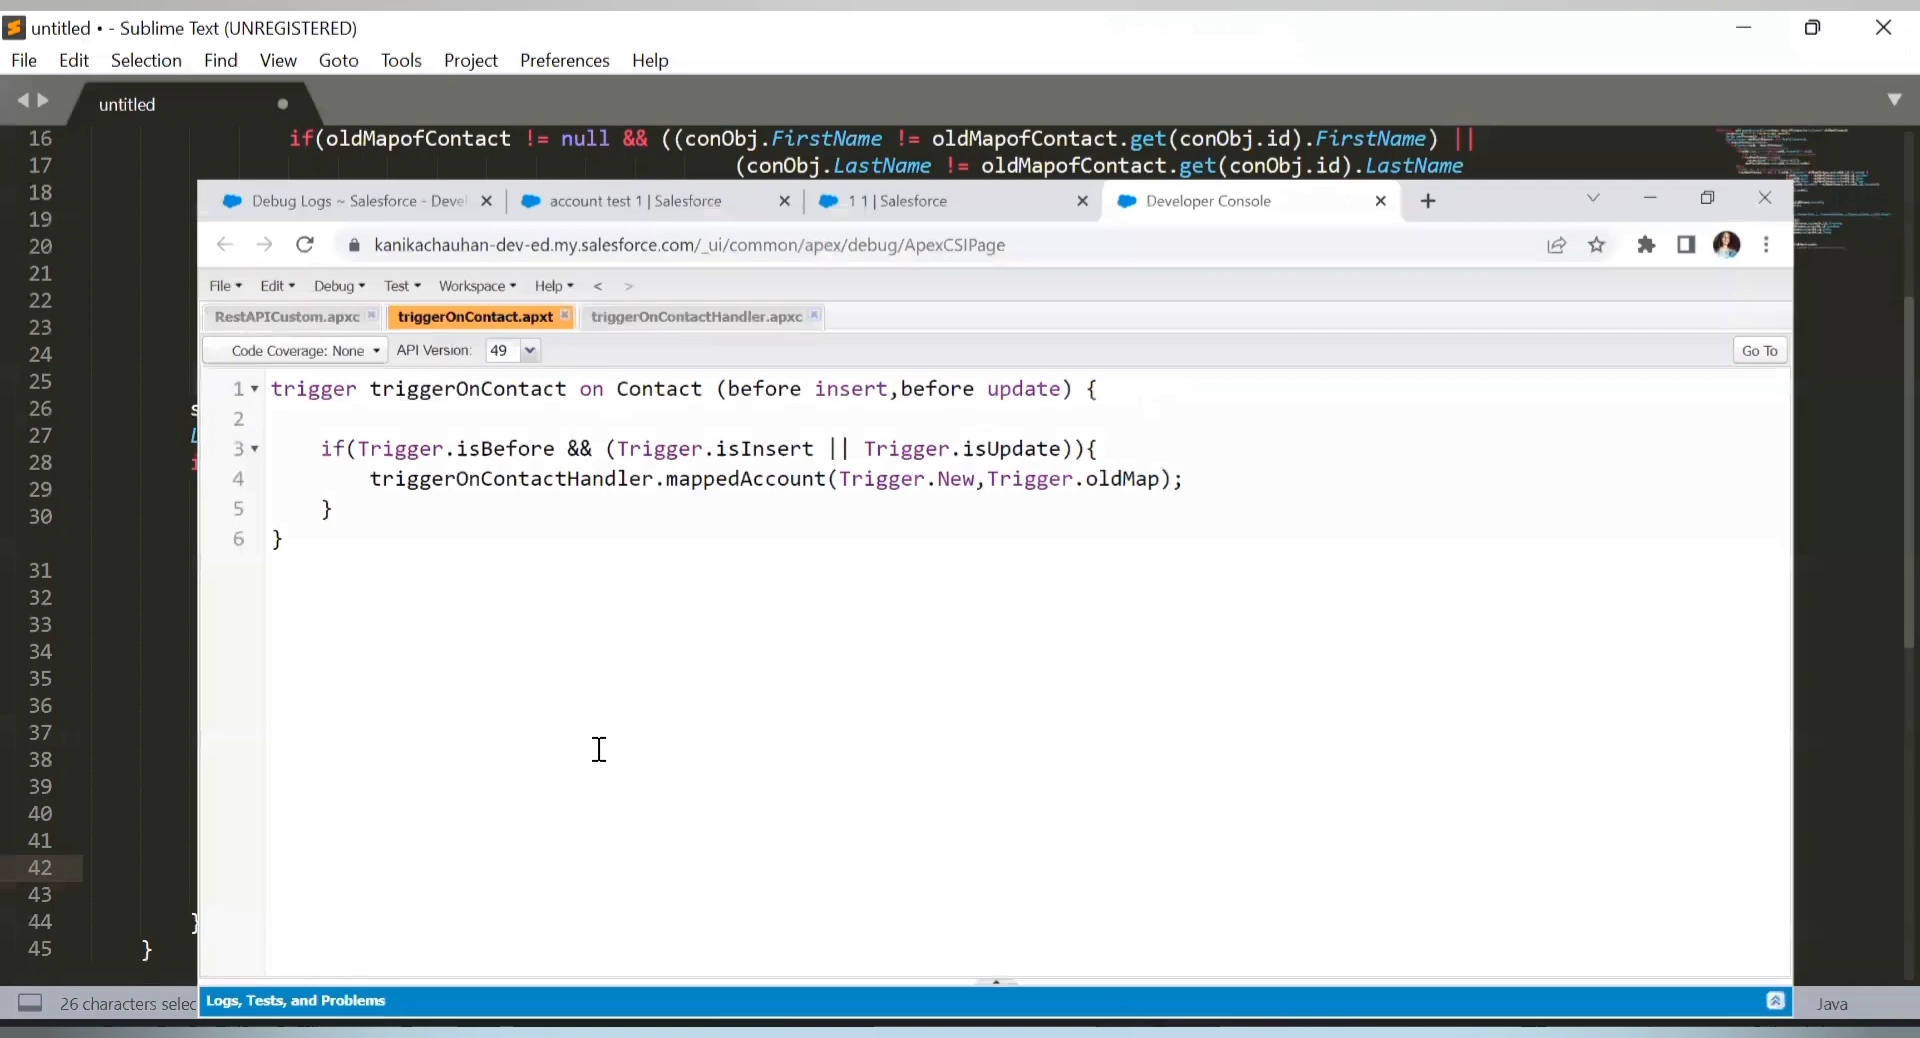 untitled • - Sublime Text (UNREGISTERED)
File Edit Selection Find View Goto Tools Project Preferences Help
untitled
16 if(oldMapofContact != null && ((conObj.FirstName != oldMapofContact.get(conObj.id).FirstName) ||
17 (conObj.LastName != oldMapofContact.get(conObj.id).LastName
18
19
20
21
22
23
24
25
26
27
28
29
30
31
32
33
34
35
36
37
38
39
40
41
42
43
44 }
45 }
Debug Logs ~ Salesforce - Devel
account test 1 | Salesforce
1 1 | Salesforce
Developer Console
kanikachauhan-dev-ed.my.salesforce.com/_ui/common/apex/debug/ApexCSIPage
File Edit Debug Test Workspace Help < >
RestAPICustom.apxc triggerOnContact.apxt triggerOnContactHandler.apxc
Code Coverage: None API Version: 49 Go To
1 trigger triggerOnContact on Contact (before insert,before update) {
2
3 if(Trigger.isBefore && (Trigger.isInsert || Trigger.isUpdate)){
4 triggerOnContactHandler.mappedAccount(Trigger.New,Trigger.oldMap);
5 }
6 }
Logs, Tests, and Problems
26 characters selec
Java